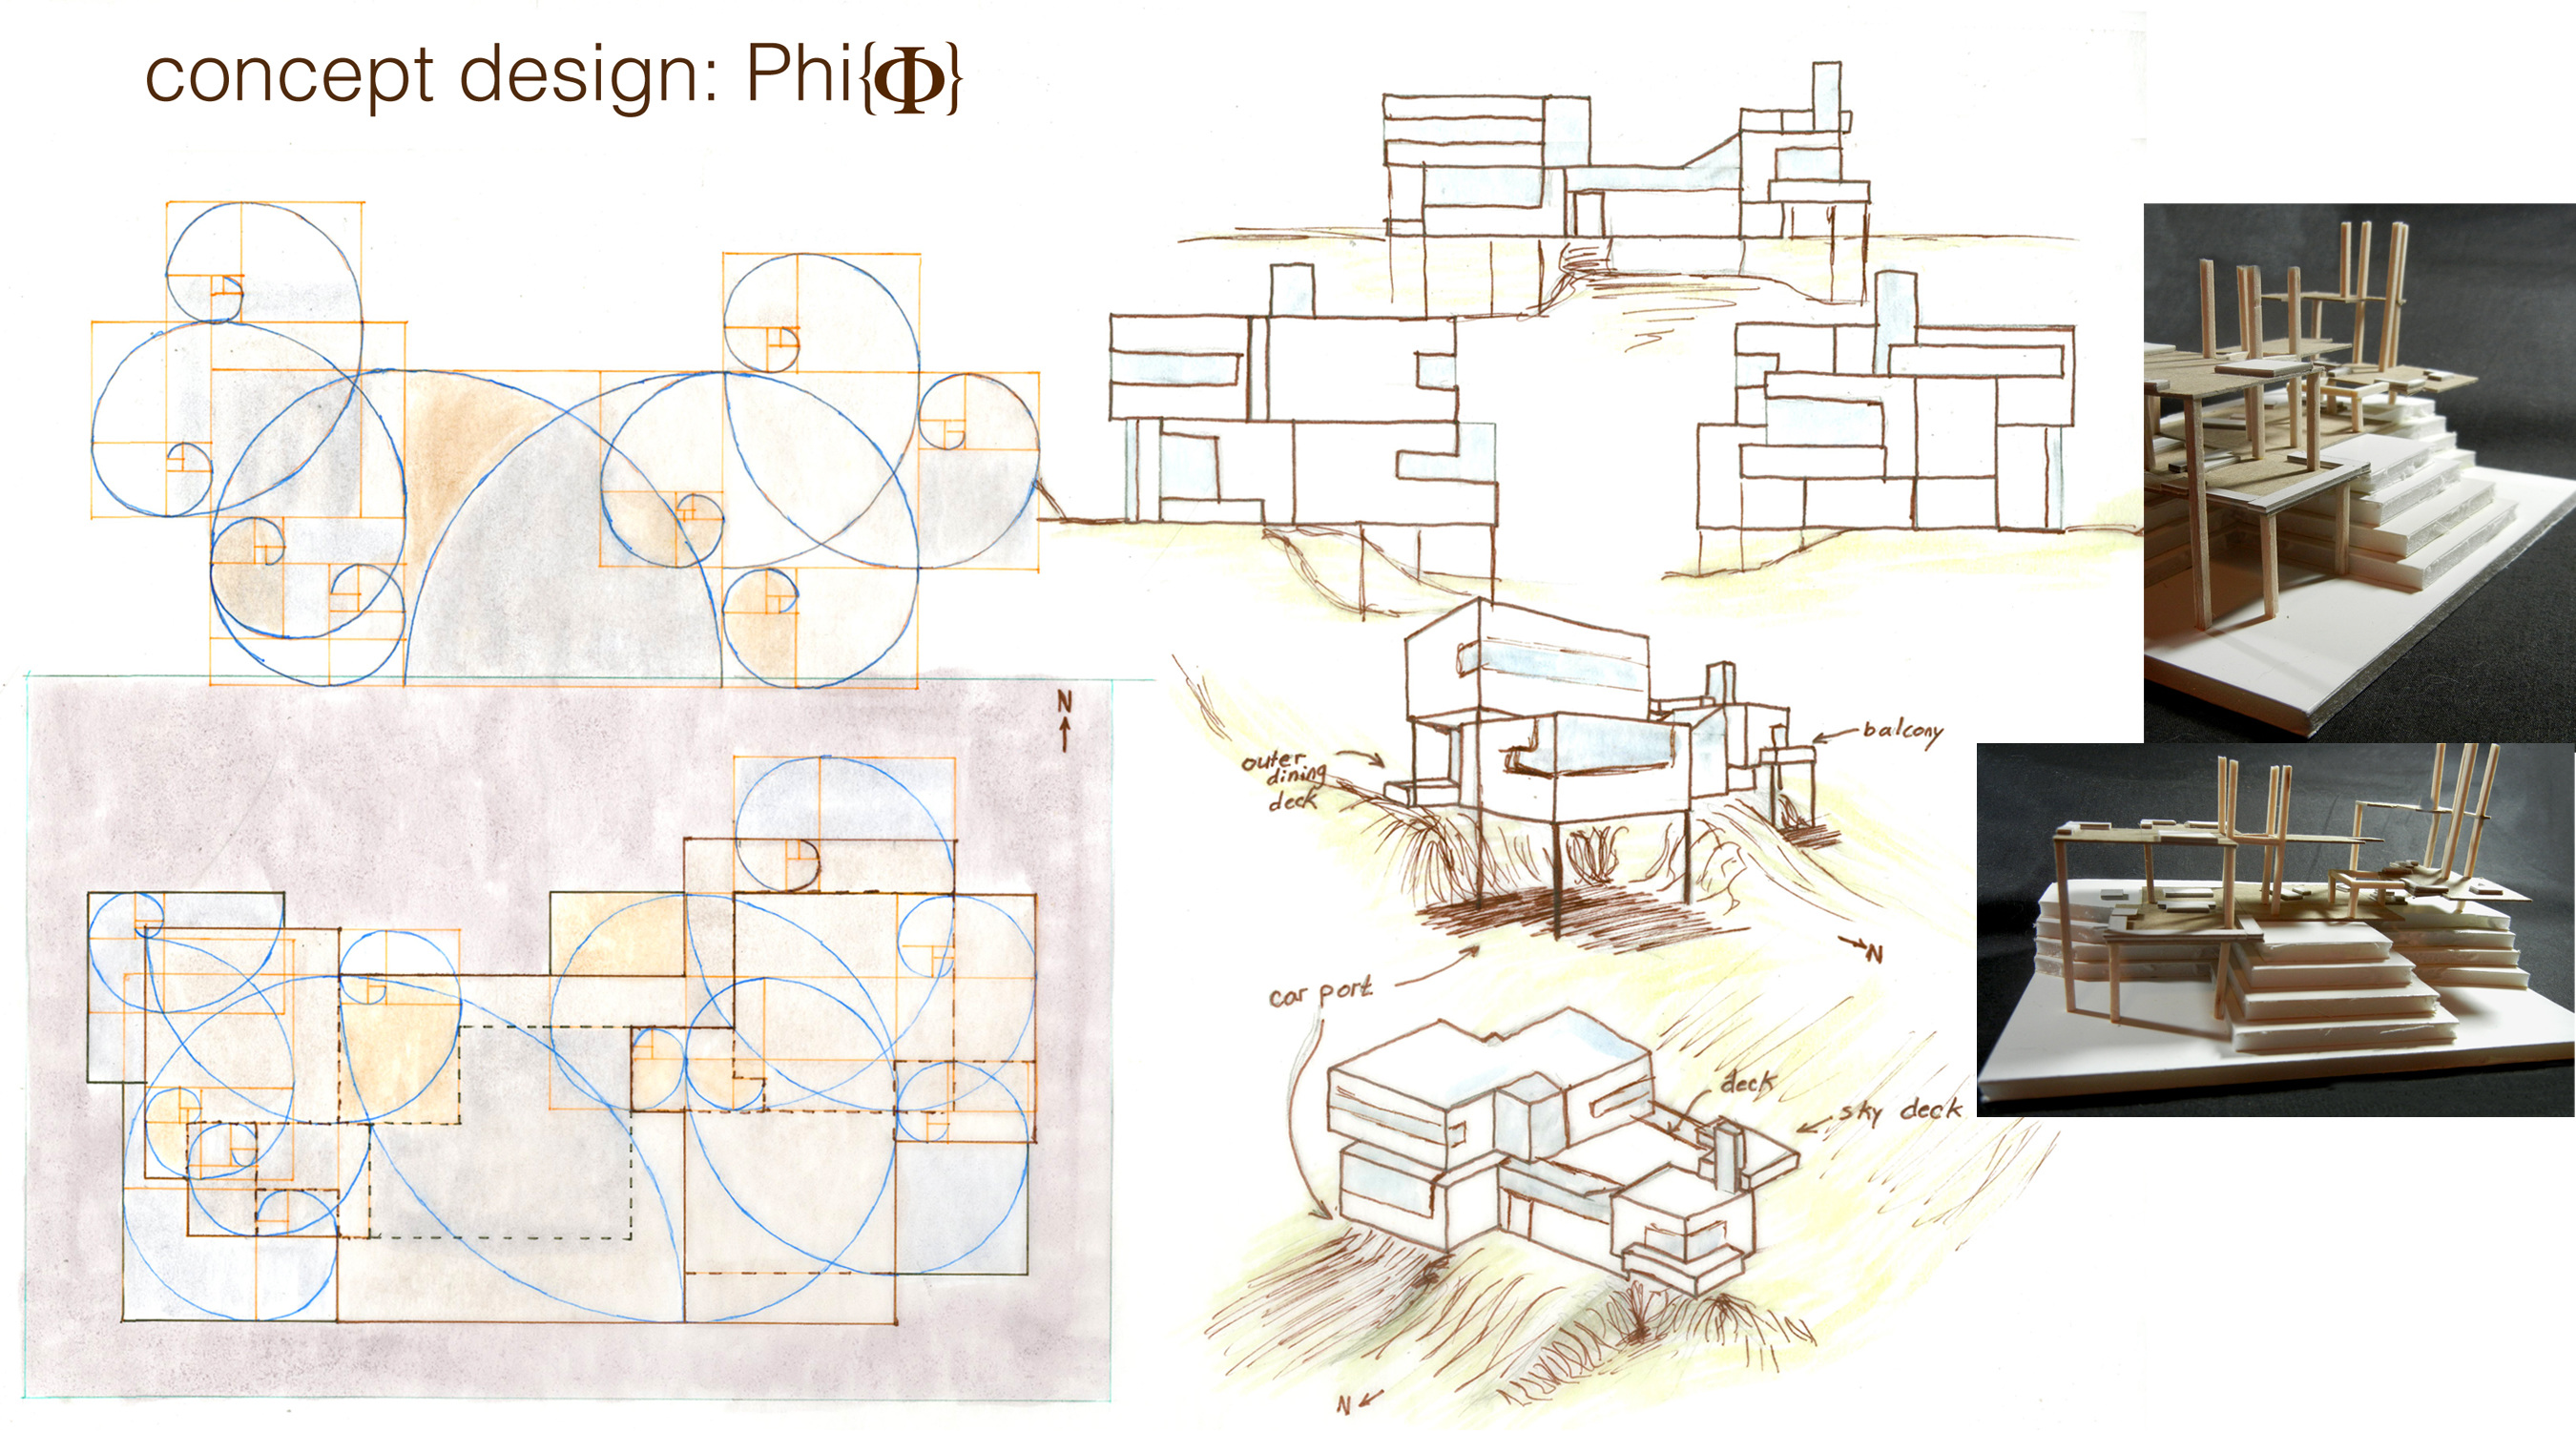 concept design: Phi{Φ}
N
outer
dining
deck
balcony
N
car port
deck
sky deck
N